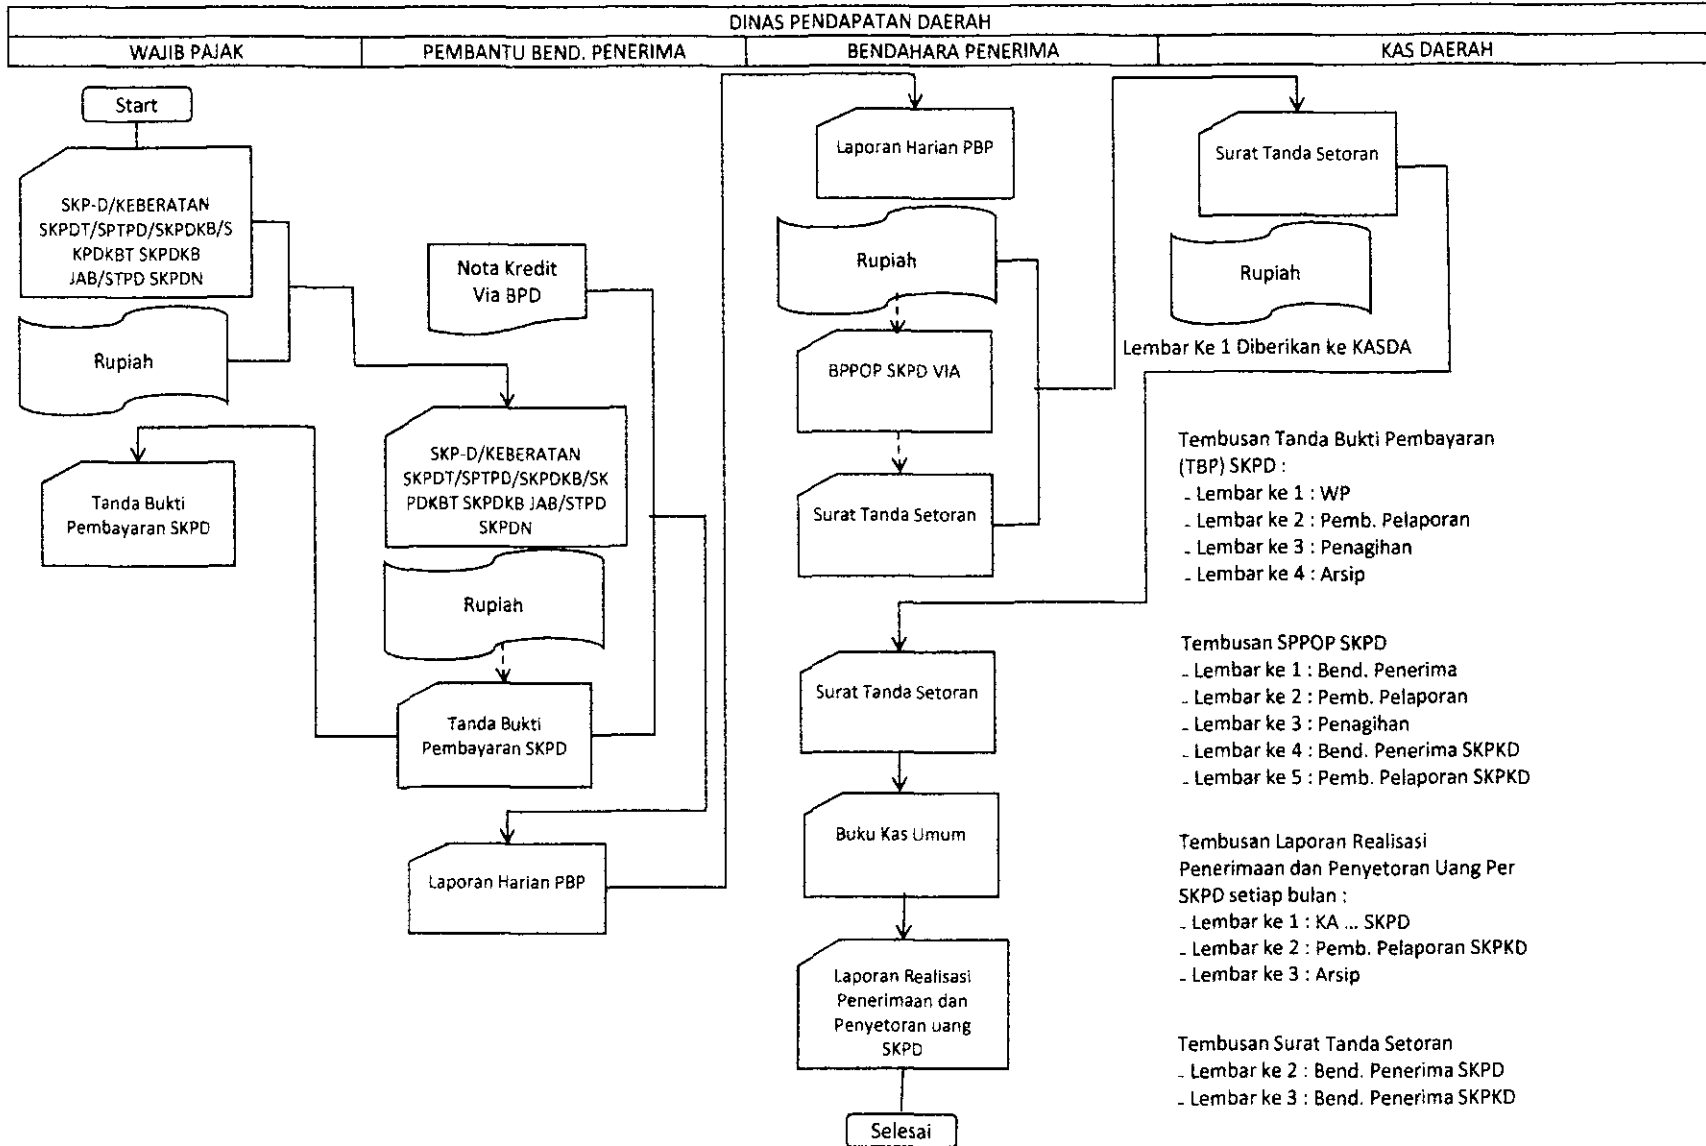 DINAS PENDAPATAN DAERAH
WAJIB PAJAK
PEMBANTU BEND. PENERIMA
BENDAHARA PENERIMA
KAS DAERAH
Start
SKP-D/KEBERATAN
SKPDT/SPTPD/SKPDKB/S
KPDKBT SKPDKB
JAB/STPD SKPDN
Rupiah
Tanda Bukti
Pembayaran SKPD
Nota Kredit
Via BPD
SKP-D/KEBERATAN
SKPDT/SPTPD/SKPDKB/SK
PDKBT SKPDKB JAB/STPD
SKPDN
Rupiah
Tanda Bukti
Pembayaran SKPD
Laporan Harian PBP
Laporan Harian PBP
Rupiah
BPPOP SKPD VIA
Surat Tanda Setoran
Surat Tanda Setoran
Buku Kas Umum
Laporan Realisasi
Penerimaan dan
Penyetoran uang
SKPD
Selesai
Surat Tanda Setoran
Rupiah
Lembar Ke 1 Diberikan ke KASDA
Tembusan Tanda Bukti Pembayaran
(TBP) SKPD :
- Lembar ke 1 : WP
- Lembar ke 2 : Pemb. Pelaporan
- Lembar ke 3 : Penagihan
- Lembar ke 4 : Arsip
Tembusan SPPOP SKPD
- Lembar ke 1 : Bend. Penerima
- Lembar ke 2 : Pemb. Pelaporan
- Lembar ke 3 : Penagihan
- Lembar ke 4 : Bend. Penerima SKPKD
- Lembar ke 5 : Pemb. Pelaporan SKPKD
Tembusan Laporan Realisasi
Penerimaan dan Penyetoran Uang Per
SKPD setiap bulan :
- Lembar ke 1 : KA ... SKPD
- Lembar ke 2 : Pemb. Pelaporan SKPKD
- Lembar ke 3 : Arsip
Tembusan Surat Tanda Setoran
- Lembar ke 2 : Bend. Penerima SKPD
- Lembar ke 3 : Bend. Penerima SKPKD